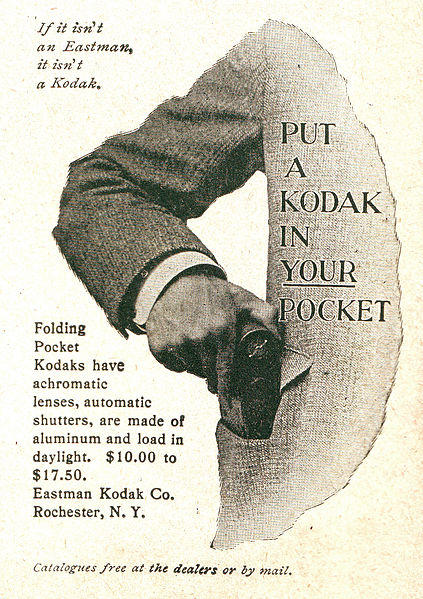 If it isn't
an Eastman,
it isn't
a Kodak.
PUT
A
KODAK
IN
YOUR
POCKET
Folding
Pocket
Kodaks have
achromatic
lenses, automatic
shutters, are made of
aluminum and load in
daylight. $10.00 to
$17.50.
Eastman Kodak Co.
Rochester, N. Y.
Catalogues free at the dealers or by mail.